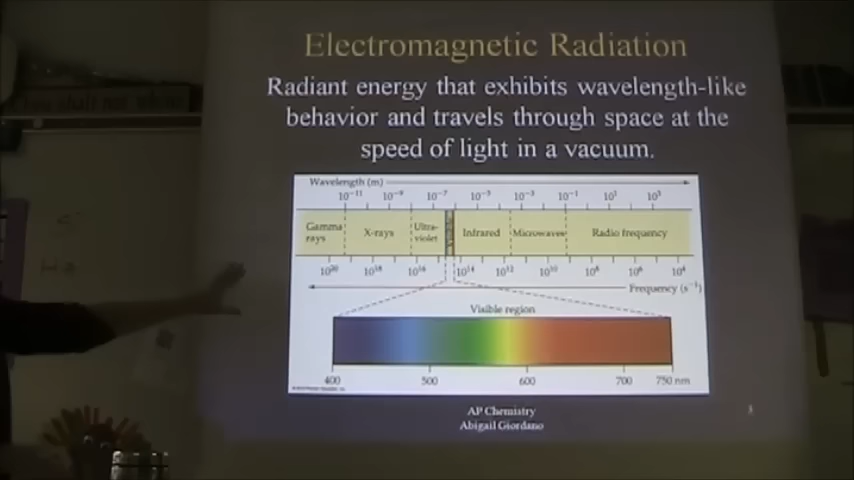 Electromagnetic Radiation
Radiant energy that exhibits wavelength-like
behavior and travels through space at the
speed of light in a vacuum.
Wavelength (m)
10⁻¹¹ 10⁻⁹ 10⁻⁷ 10⁻⁵ 10⁻³ 10⁻¹ 10¹ 10³
Gamma rays X-rays Ultra-violet Infrared Microwaves Radio frequency
10²⁰ 10¹⁸ 10¹⁶ 10¹⁴ 10¹² 10¹⁰ 10⁸ 10⁶ 10⁴
Frequency (s⁻¹)
Visible region
400 500 600 700 750 nm
AP Chemistry
Abigail Giordano